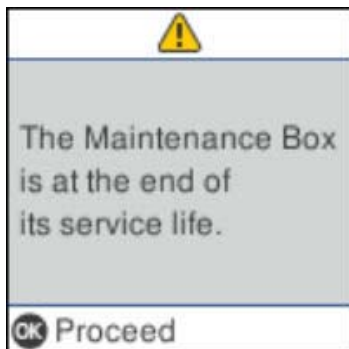 The Maintenance Box
is at the end of
its service life.
OK Proceed